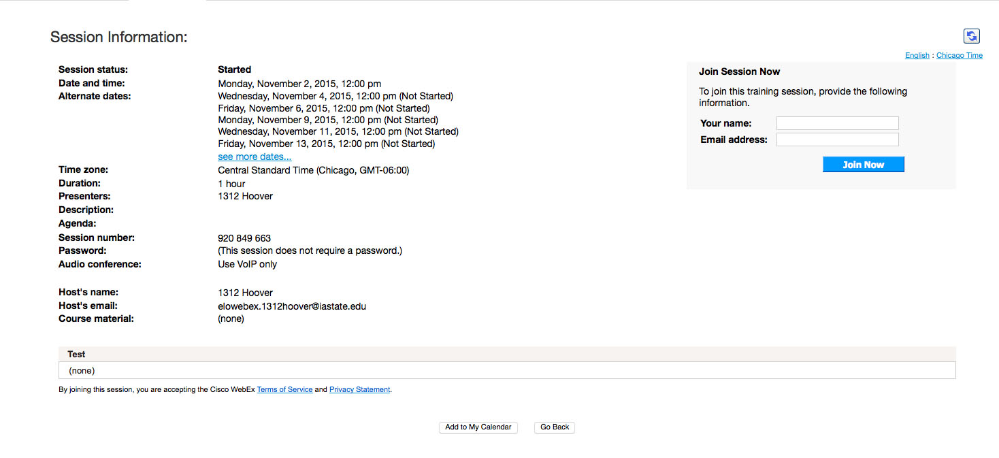 Session Information:
English : Chicago Time
Session status: Started
Date and time: Monday, November 2, 2015, 12:00 pm
Alternate dates: Wednesday, November 4, 2015, 12:00 pm (Not Started)
Friday, November 6, 2015, 12:00 pm (Not Started)
Monday, November 9, 2015, 12:00 pm (Not Started)
Wednesday, November 11, 2015, 12:00 pm (Not Started)
Friday, November 13, 2015, 12:00 pm (Not Started)
see more dates...
Time zone: Central Standard Time (Chicago, GMT-06:00)
Duration: 1 hour
Presenters: 1312 Hoover
Description:
Agenda:
Session number: 920 849 663
Password: (This session does not require a password.)
Audio conference: Use VoIP only
Host's name: 1312 Hoover
Host's email: elowebex.1312hoover@iastate.edu
Course material: (none)
Join Session Now
To join this training session, provide the following
information.
Your name:
Email address:
Join Now
Test
(none)
By joining this session, you are accepting the Cisco WebEx Terms of Service and Privacy Statement.
Add to My Calendar Go Back